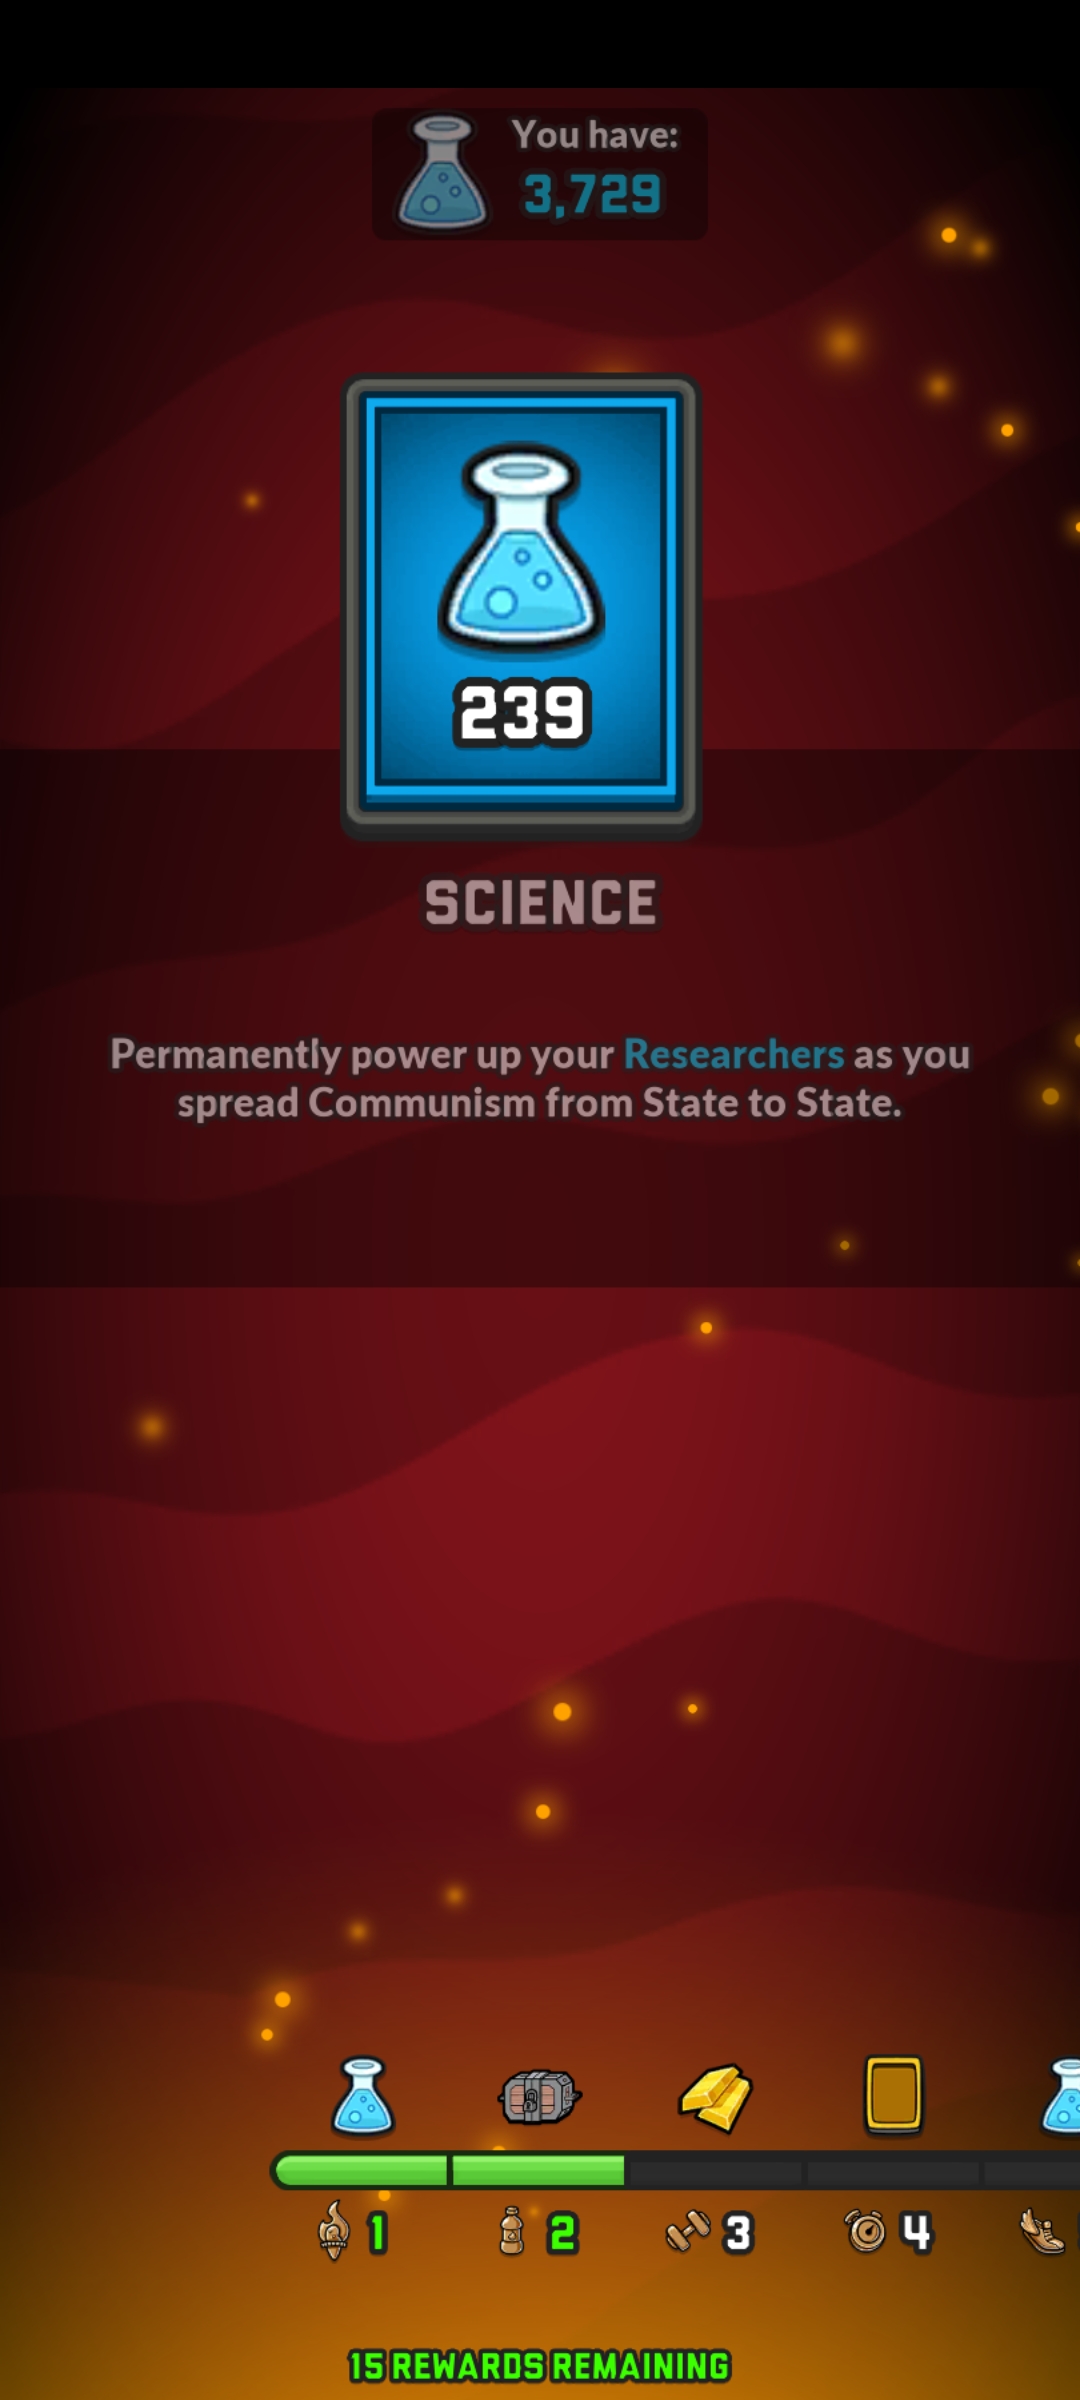 You have:
3,729
239
SCIENCE
Permanently power up your Researchers as you
spread Communism from State to State.
1 2 3 4
15 REWARDS REMAINING